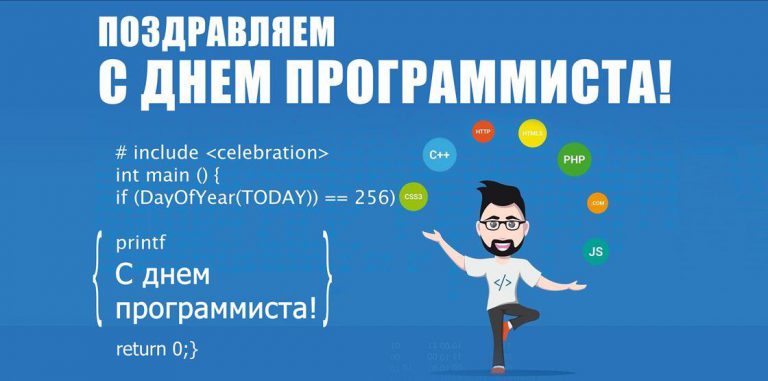 ПОЗДРАВЛЯЕМ
С ДНЕМ ПРОГРАММИСТА!
# include <celebration>
int main () {
if (DayOfYear(TODAY)) == 256)
{
printf
С днем
программиста!
}
return 0;}
CSS3
C++
HTTP
HTML5
PHP
.COM
JS
</>